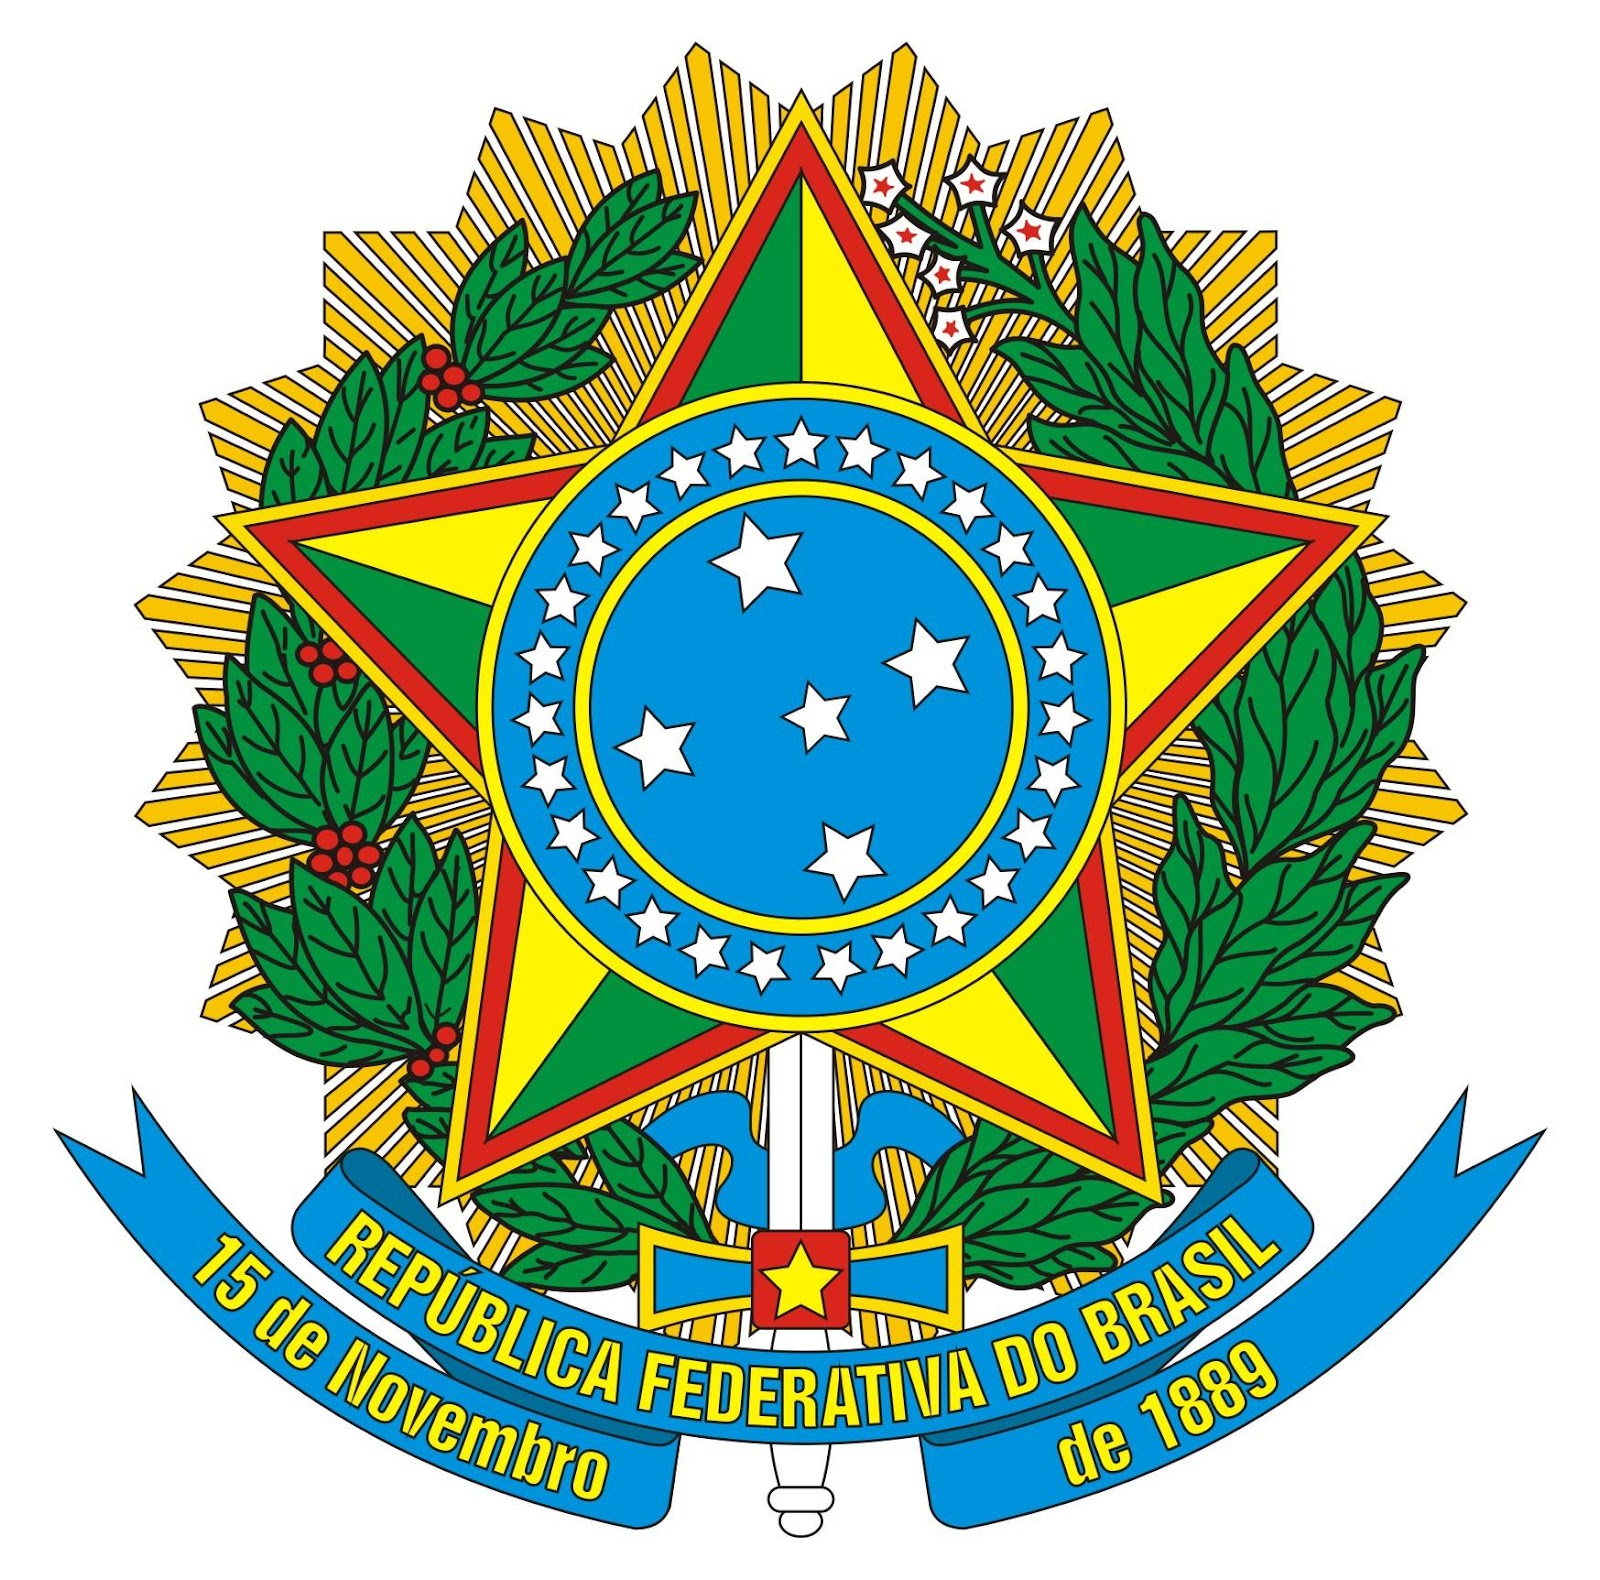 REPÚBLICA FEDERATIVA DO BRASIL
15 de Novembro
de 1889